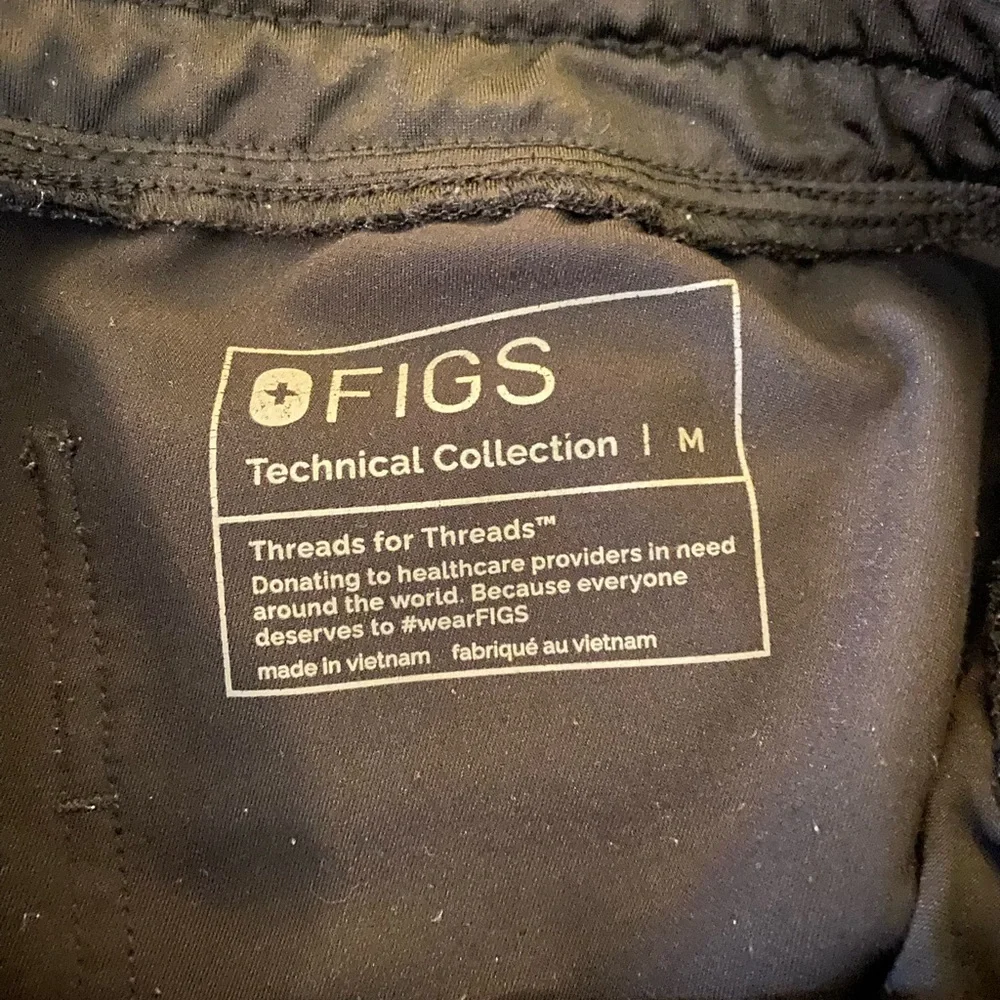 FIGS
Technical Collection | M
Threads for Threads™
Donating to healthcare providers in need
around the world. Because everyone
deserves to #wearFIGS
made in vietnam fabriqué au vietnam